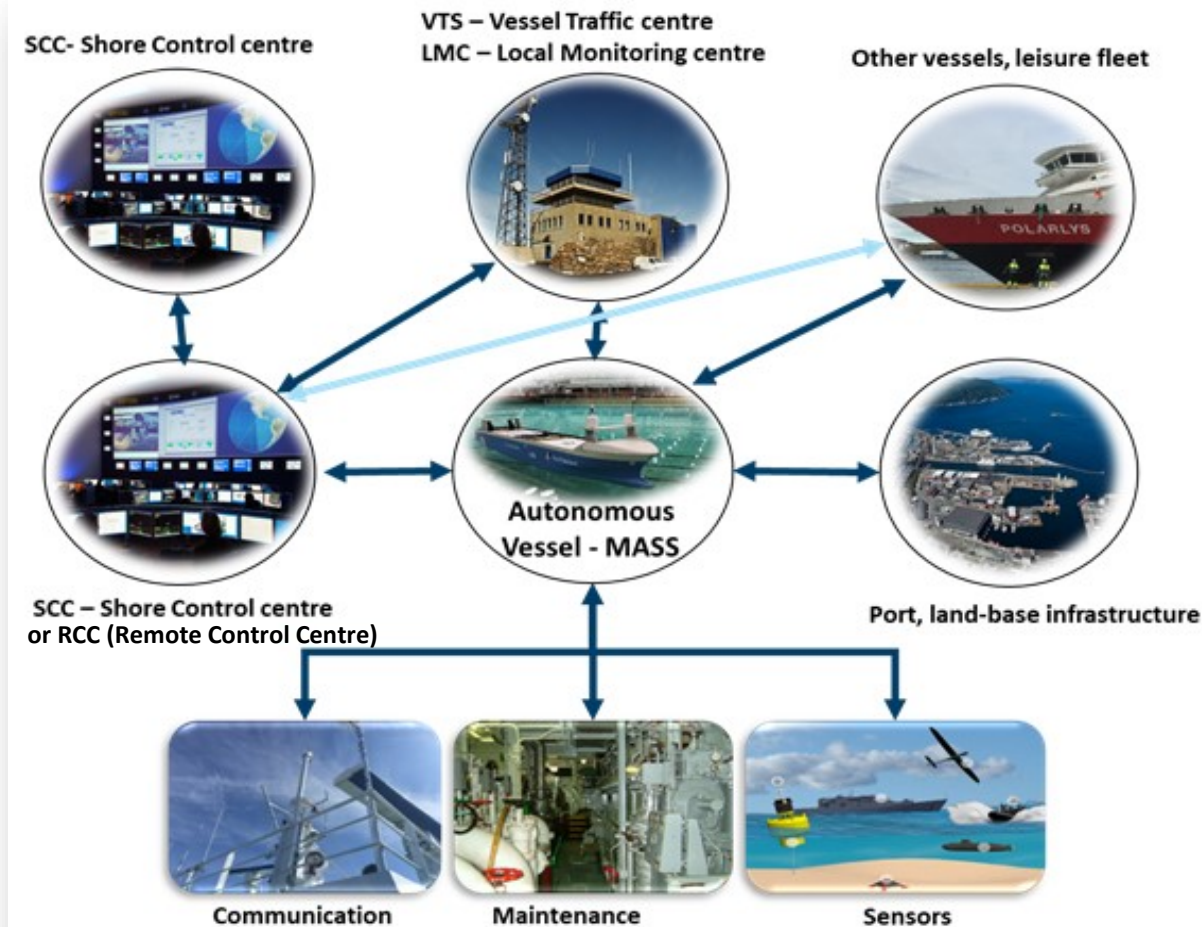 SCC- Shore Control centre
VTS – Vessel Traffic centre
LMC – Local Monitoring centre
Other vessels, leisure fleet
POLARLYS
Autonomous
Vessel - MASS
SCC – Shore Control centre
or RCC (Remote Control Centre)
Port, land-base infrastructure
Communication
Maintenance
Sensors